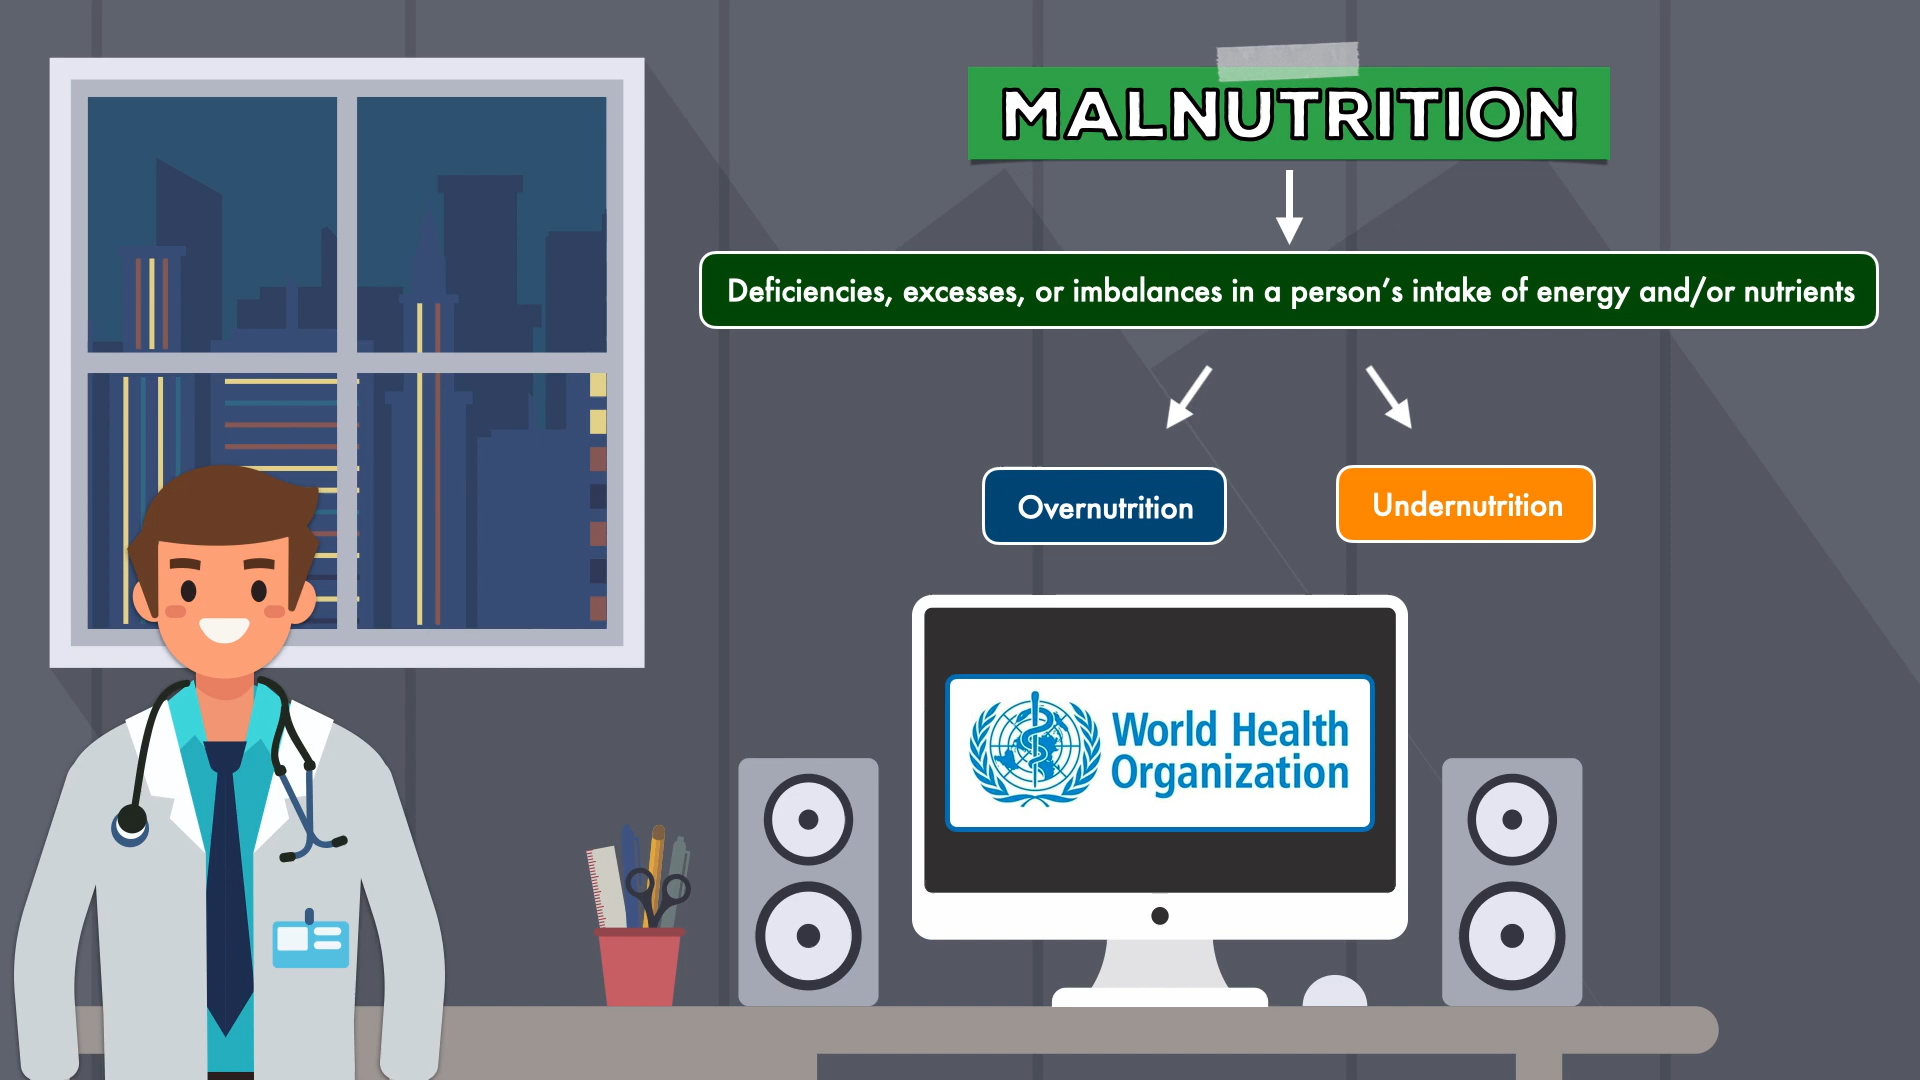 MALNUTRITION
Deficiencies, excesses, or imbalances in a person's intake of energy and/or nutrients
Overnutrition
Undernutrition
World Health
Organization